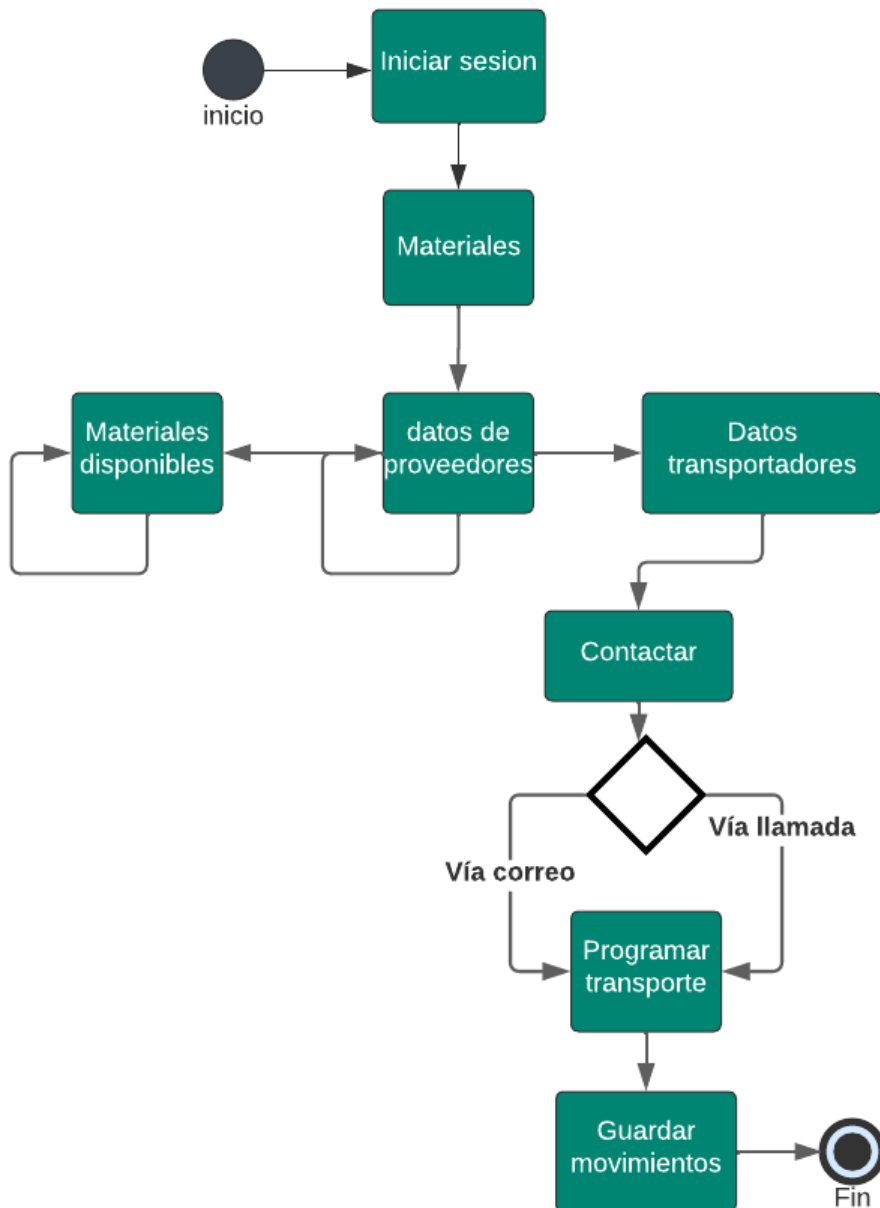 Iniciar sesion
inicio
Materiales
Materiales
disponibles
datos de
proveedores
Datos
transportadores
Contactar
Vía llamada
Vía correo
Programar
transporte
Guardar
movimientos
Fin